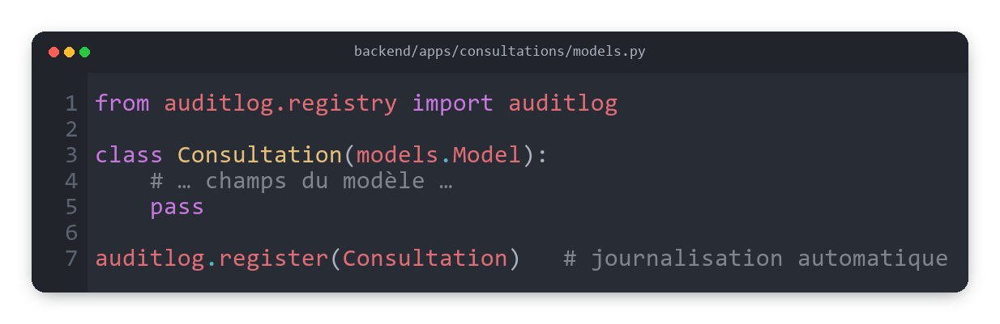 backend/apps/consultations/models.py
1 from auditlog.registry import auditlog
2
3 class Consultation(models.Model):
4     # … champs du modèle …
5     pass
6
7 auditlog.register(Consultation)   # journalisation automatique